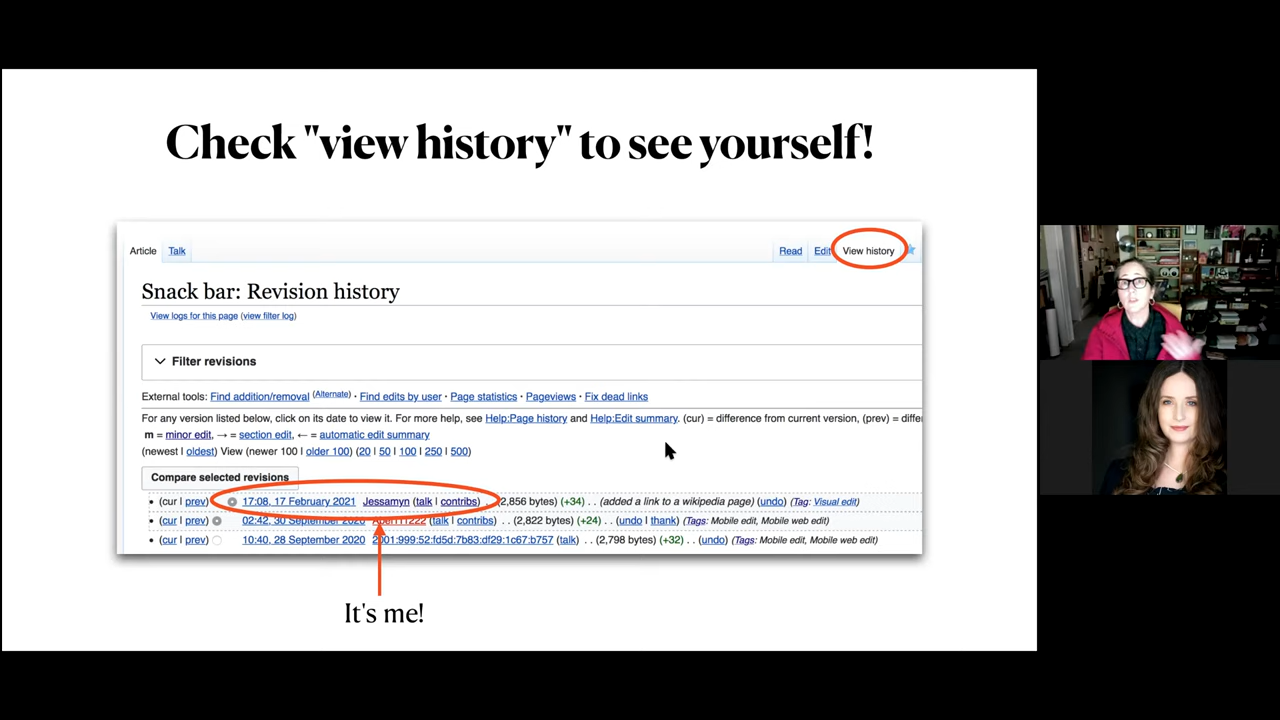 Check "view history" to see yourself!
Article Talk Read Edit View history
Snack bar: Revision history
View logs for this page (view filter log)
Filter revisions
External tools: Find addition/removal (Alternate) · Find edits by user · Page statistics · Pageviews · Fix dead links
For any version listed below, click on its date to view it. For more help, see Help:Page history and Help:Edit summary. (cur) = difference from current version, (prev) = diffe
m = minor edit, → = section edit, ← = automatic edit summary
(newest | oldest) View (newer 100 | older 100) (20 | 50 | 100 | 250 | 500)
Compare selected revisions
(cur | prev) 17:08, 17 February 2021 Jessamyn (talk | contribs) . . (2,856 bytes) (+34) . . (added a link to a wikipedia page) (undo) (Tag: Visual edit)
(cur | prev) 02:42, 30 September 2020 (talk | contribs) . . (2,822 bytes) (+24) . . (undo | thank) (Tags: Mobile edit, Mobile web edit)
(cur | prev) 10:40, 28 September 2020 2001:999:52:fd5d:7b83:df29:1c67:b757 (talk) . . (2,798 bytes) (+32) . . (undo) (Tags: Mobile edit, Mobile web edit)
It's me!